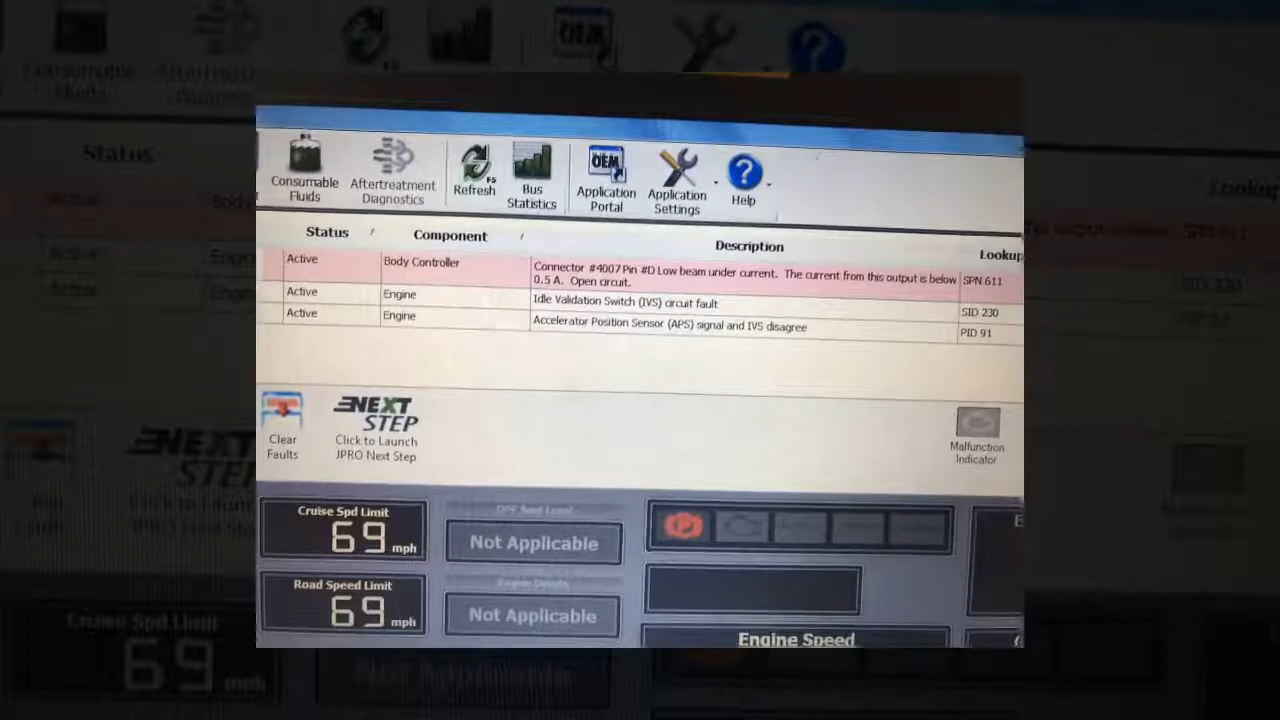 Consumable Fluids
Aftertreatment Diagnostics
Refresh
F5
Bus Statistics
OEM
Application Portal
Application Settings
Help
Status / Component / Description Lookup
Active Body Controller Connector #4007 Pin #D Low beam under current. The current from this output is below SPN 611
0.5 A. Open circuit.
Active Engine Idle Validation Switch (IVS) circuit fault SID 230
Active Engine Accelerator Position Sensor (APS) signal and IVS disagree PID 91
Clear Faults
NEXT STEP
Click to Launch
JPRO Next Step
Malfunction Indicator
Cruise Spd Limit
69 mph
DPF Soot Level
Not Applicable
Road Speed Limit
69 mph
Not Applicable
Engine Speed